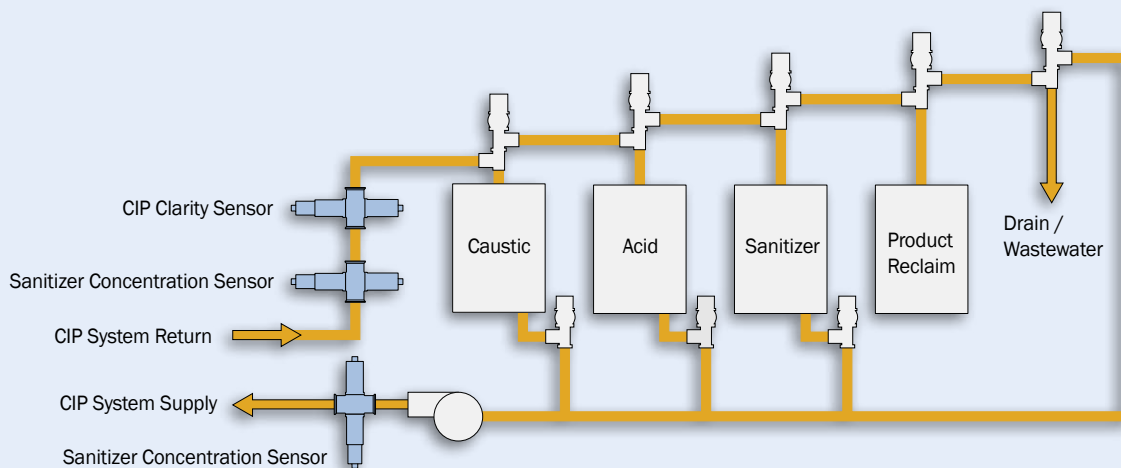 CIP Clarity Sensor
Sanitizer Concentration Sensor
CIP System Return
CIP System Supply
Sanitizer Concentration Sensor
Caustic
Acid
Sanitizer
Product
Reclaim
Drain /
Wastewater